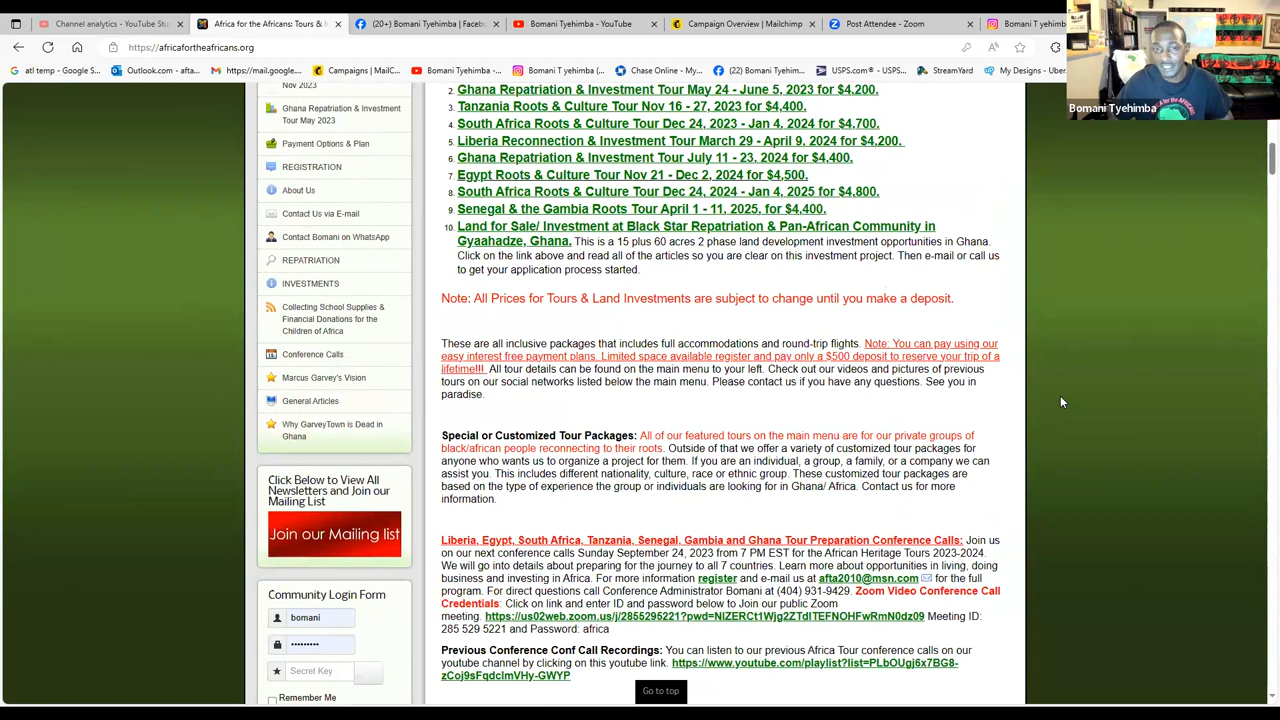 Channel analytics - YouTube Stu
Africa for the Africans: Tours & I
(20+) Bomani Tyehimba | Faceb
Bomani Tyehimba - YouTube
Campaign Overview | Mailchimp
Post Attendee - Zoom
Bomani T yehimb
https://africafortheafricans.org
atl temp - Google S...
Outlook.com - afta...
https://mail.google....
Campaigns | MailC...
Bomani Tyehimba -...
Bomani T yehimba (...
Chase Online - My...
(22) Bomani Tyehim...
USPS.com® - USPS...
StreamYard
My Designs - Uber
Bomani Tyehimba
Nov 2023
Ghana Repatriation & Investment
Tour May 2023
Payment Options & Plan
REGISTRATION
About Us
Contact Us via E-mail
Contact Bomani on WhatsApp
REPATRIATION
INVESTMENTS
Collecting School Supplies &
Financial Donations for the
Children of Africa
Conference Calls
Marcus Garvey's Vision
General Articles
Why GarveyTown is Dead in
Ghana
Click Below to View All
Newsletters and Join our
Mailing List
Join our Mailing list
Community Login Form
bomani
•••••••••
Secret Key
Remember Me
2. Ghana Repatriation & Investment Tour May 24 - June 5, 2023 for $4,200.
3. Tanzania Roots & Culture Tour Nov 16 - 27, 2023 for $4,400.
4. South Africa Roots & Culture Tour Dec 24, 2023 - Jan 4, 2024 for $4,700.
5. Liberia Reconnection & Investment Tour March 29 - April 9, 2024 for $4,200.
6. Ghana Repatriation & Investment Tour July 11 - 23, 2024 for $4,400.
7. Egypt Roots & Culture Tour Nov 21 - Dec 2, 2024 for $4,500.
8. South Africa Roots & Culture Tour Dec 24, 2024 - Jan 4, 2025 for $4,800.
9. Senegal & the Gambia Roots Tour April 1 - 11, 2025, for $4,400.
10. Land for Sale/ Investment at Black Star Repatriation & Pan-African Community in
Gyaahadze, Ghana. This is a 15 plus 60 acres 2 phase land development investment opportunities in Ghana.
Click on the link above and read all of the articles so you are clear on this investment project. Then e-mail or call us
to get your application process started.
Note: All Prices for Tours & Land Investments are subject to change until you make a deposit.
These are all inclusive packages that includes full accommodations and round-trip flights. Note: You can pay using our
easy interest free payment plans. Limited space available register and pay only a $500 deposit to reserve your trip of a
lifetime!!! All tour details can be found on the main menu to your left. Check out our videos and pictures of previous
tours on our social networks listed below the main menu. Please contact us if you have any questions. See you in
paradise.
Special or Customized Tour Packages: All of our featured tours on the main menu are for our private groups of
black/african people reconnecting to their roots. Outside of that we offer a variety of customized tour packages for
anyone who wants us to organize a project for them. If you are an individual, a group, a family, or a company we can
assist you. This includes different nationality, culture, race or ethnic group. These customized tour packages are
based on the type of experience the group or individuals are looking for in Ghana/ Africa. Contact us for more
information.
Liberia, Egypt, South Africa, Tanzania, Senegal, Gambia and Ghana Tour Preparation Conference Calls: Join us
on our next conference calls Sunday September 24, 2023 from 7 PM EST for the African Heritage Tours 2023-2024.
We will go into details about preparing for the journey to all 7 countries. Learn more about opportunities in living, doing
business and investing in Africa. For more information register and e-mail us at afta2010@msn.com for the full
program. For direct questions call Conference Administrator Bomani at (404) 931-9429. Zoom Video Conference Call
Credentials: Click on link and enter ID and password below to Join our public Zoom
meeting. https://us02web.zoom.us/j/2855295221?pwd=NlZERCt1Wjg2ZTdITEFNOHFwRmN0dz09 Meeting ID:
285 529 5221 and Password: africa
Previous Conference Conf Call Recordings: You can listen to our previous Africa Tour conference calls on our
youtube channel by clicking on this youtube link. https://www.youtube.com/playlist?list=PLbOUgj6x7BG8-
zCoj9sFqdclmVHy-GWYP
Go to top